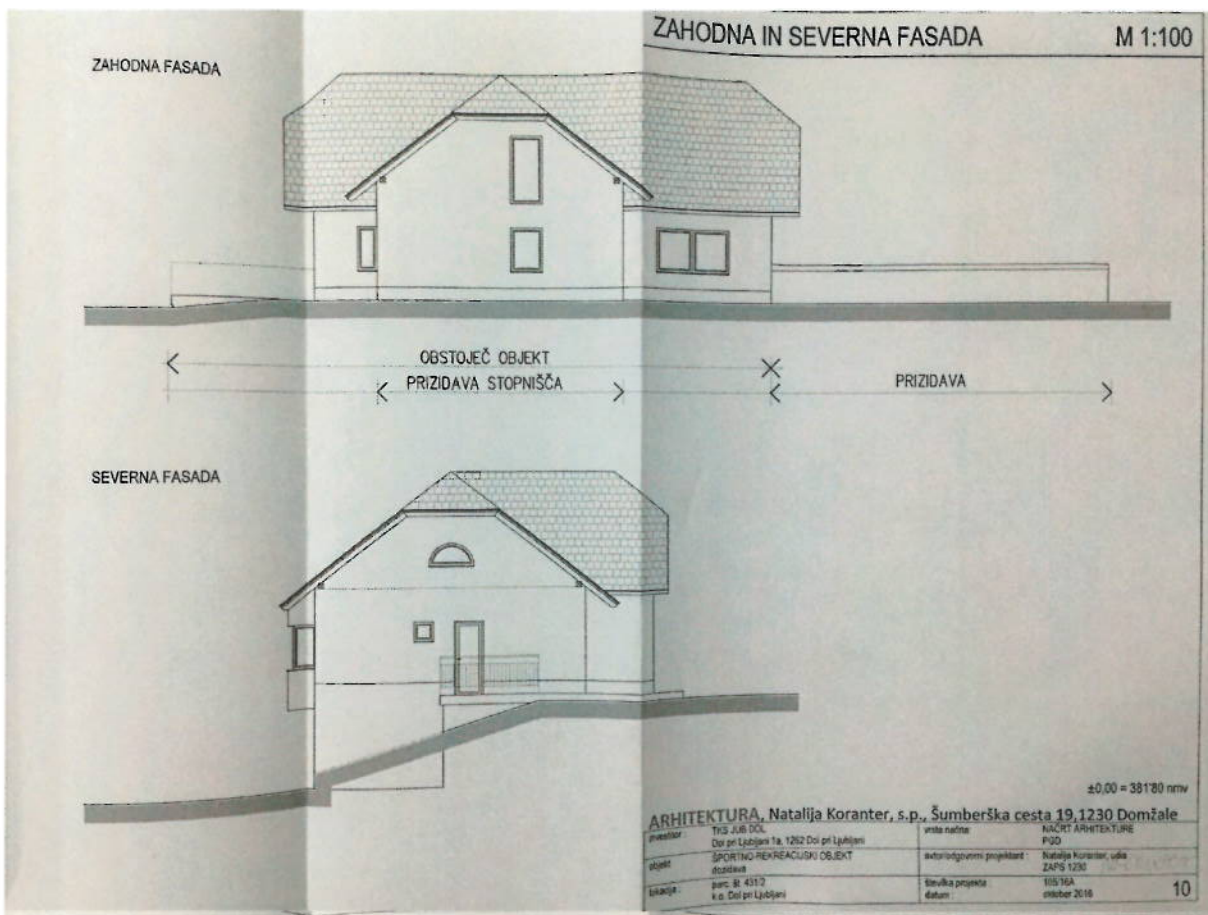 ZAHODNA IN SEVERNA FASADA M 1:100
ZAHODNA FASADA
OBSTOJEČ OBJEKT
PRIZIDAVA STOPNIŠČA
PRIZIDAVA
SEVERNA FASADA
±0,00 = 381'80 nmv
ARHITEKTURA, Natalija Koranter, s.p., Šumberška cesta 19,1230 Domžale
investitor : TKS JUB DOL vrsta načrta NAČRT ARHITEKTURE
Dol pri Ljubljani 1a, 1262 Dol pri Ljubljani PGD
objekt ŠPORTNO-REKREACIJSKI OBJEKT avtor/odgovorni projektant : Natalija Koranter, udia
dozidava ZAPS 1230
lokacija : parc. št. 431/2 številka projekta 105/16A
k.o. Dol pri Ljubljani datum : oktober 2016 10